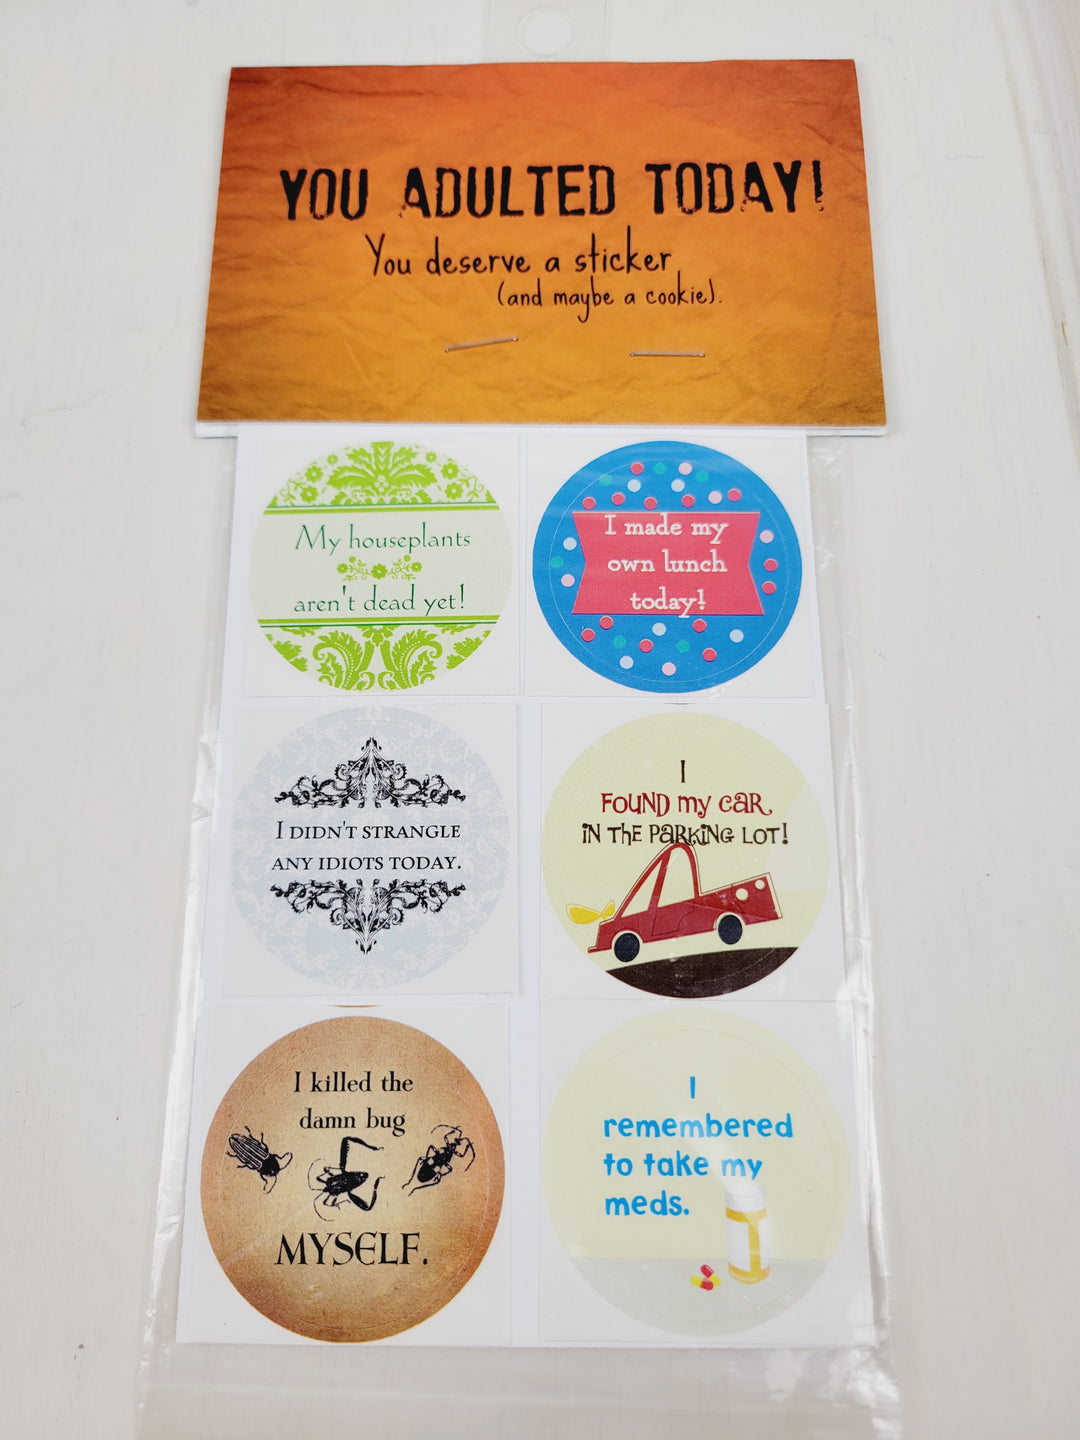 YOU ADULTED TODAY!
You deserve a sticker
(and maybe a cookie).
My houseplants
aren't dead yet!
I made my
own lunch
today!
I DIDN'T STRANGLE
ANY IDIOTS TODAY.
I
FOUND my CAR
IN THE PARKING LOT!
I killed the
damn bug
MYSELF.
I
remembered
to take my
meds.